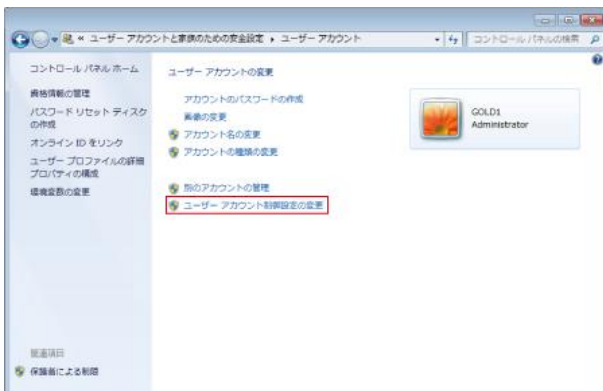 « ユーザー アカウントと家族のための安全設定 ▸ ユーザー アカウント
コントロール パネルの検索
コントロール パネル ホーム
資格情報の管理
パスワード リセット ディスク
の作成
オンライン ID をリンク
ユーザー プロファイルの詳細
プロパティの構成
環境変数の変更
ユーザー アカウントの変更
アカウントのパスワードの作成
画像の変更
アカウント名の変更
アカウントの種類の変更
別のアカウントの管理
ユーザー アカウント制御設定の変更
GOLD1
Administrator
関連項目
保護者による制限